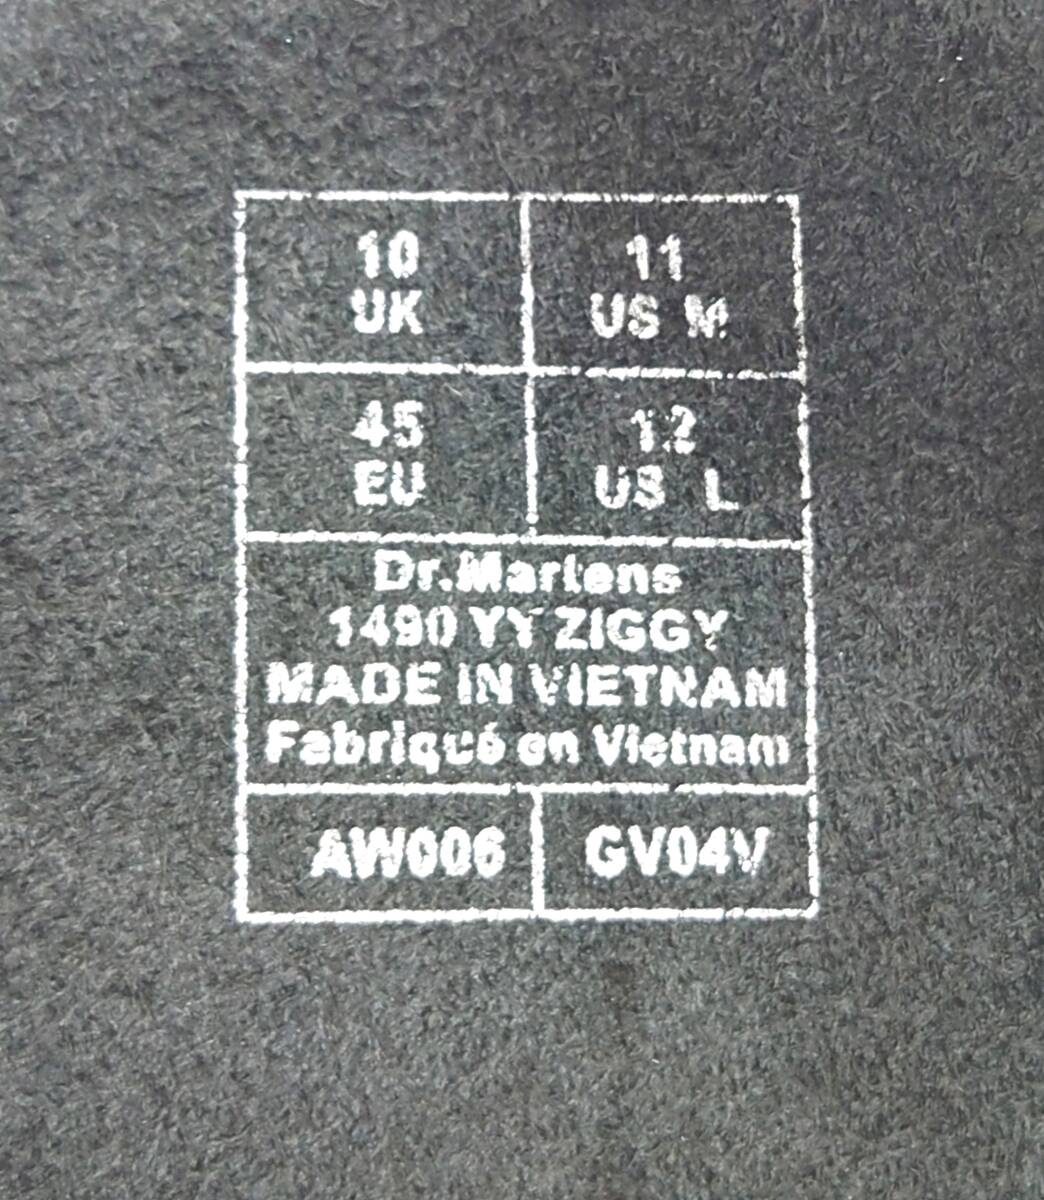 10
UK
11
US M
45
EU
12
US L
Dr.Martens
1490 YY ZIGGY
MADE IN VIETNAM
Fabriqué en Vietnam
AW006
GV04V